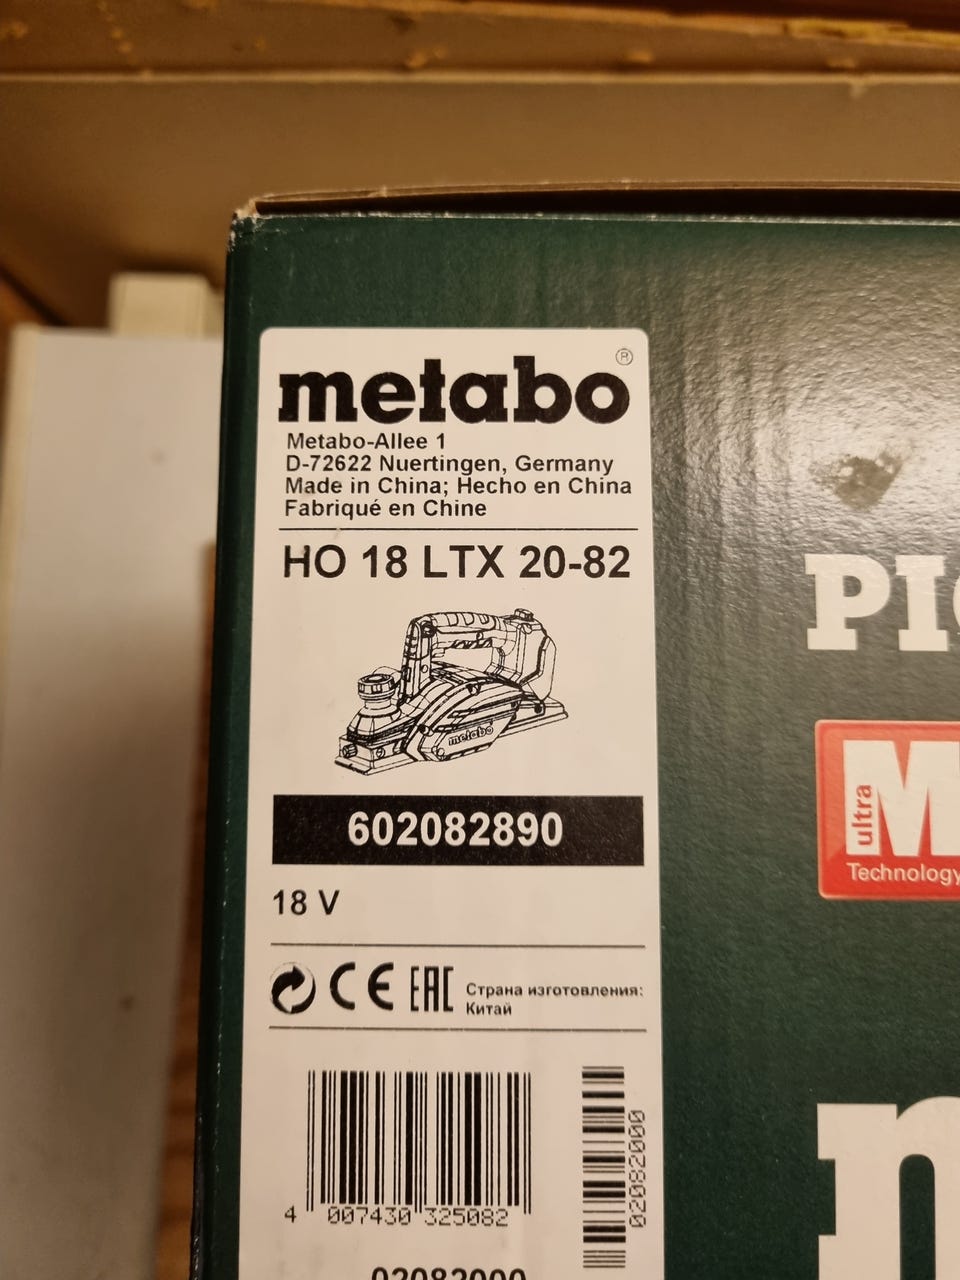 metabo®
Metabo-Allee 1
D-72622 Nuertingen, Germany
Made in China; Hecho en China
Fabriqué en Chine
HO 18 LTX 20-82
metabo
602082890
18 V
CE EAC Страна изготовления:
Китай
4 007430 325082
02082000
02082000
ultra
M
Technology